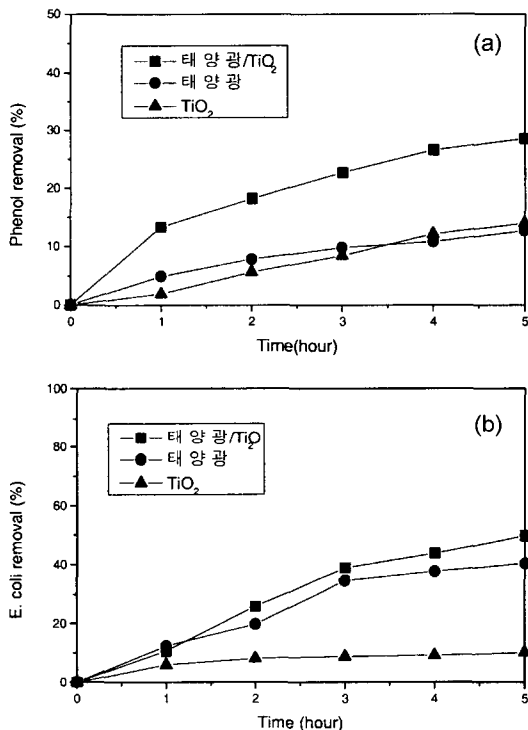 (a)
태양광/TiO₂
태양광
TiO₂
Phenol removal (%)
50
40
30
20
10
0
0 1 2 3 4 5
Time(hour)
(b)
태양광/TiO₂
태양광
TiO₂
E. coli removal (%)
100
80
60
40
20
0
0 1 2 3 4 5
Time (hour)